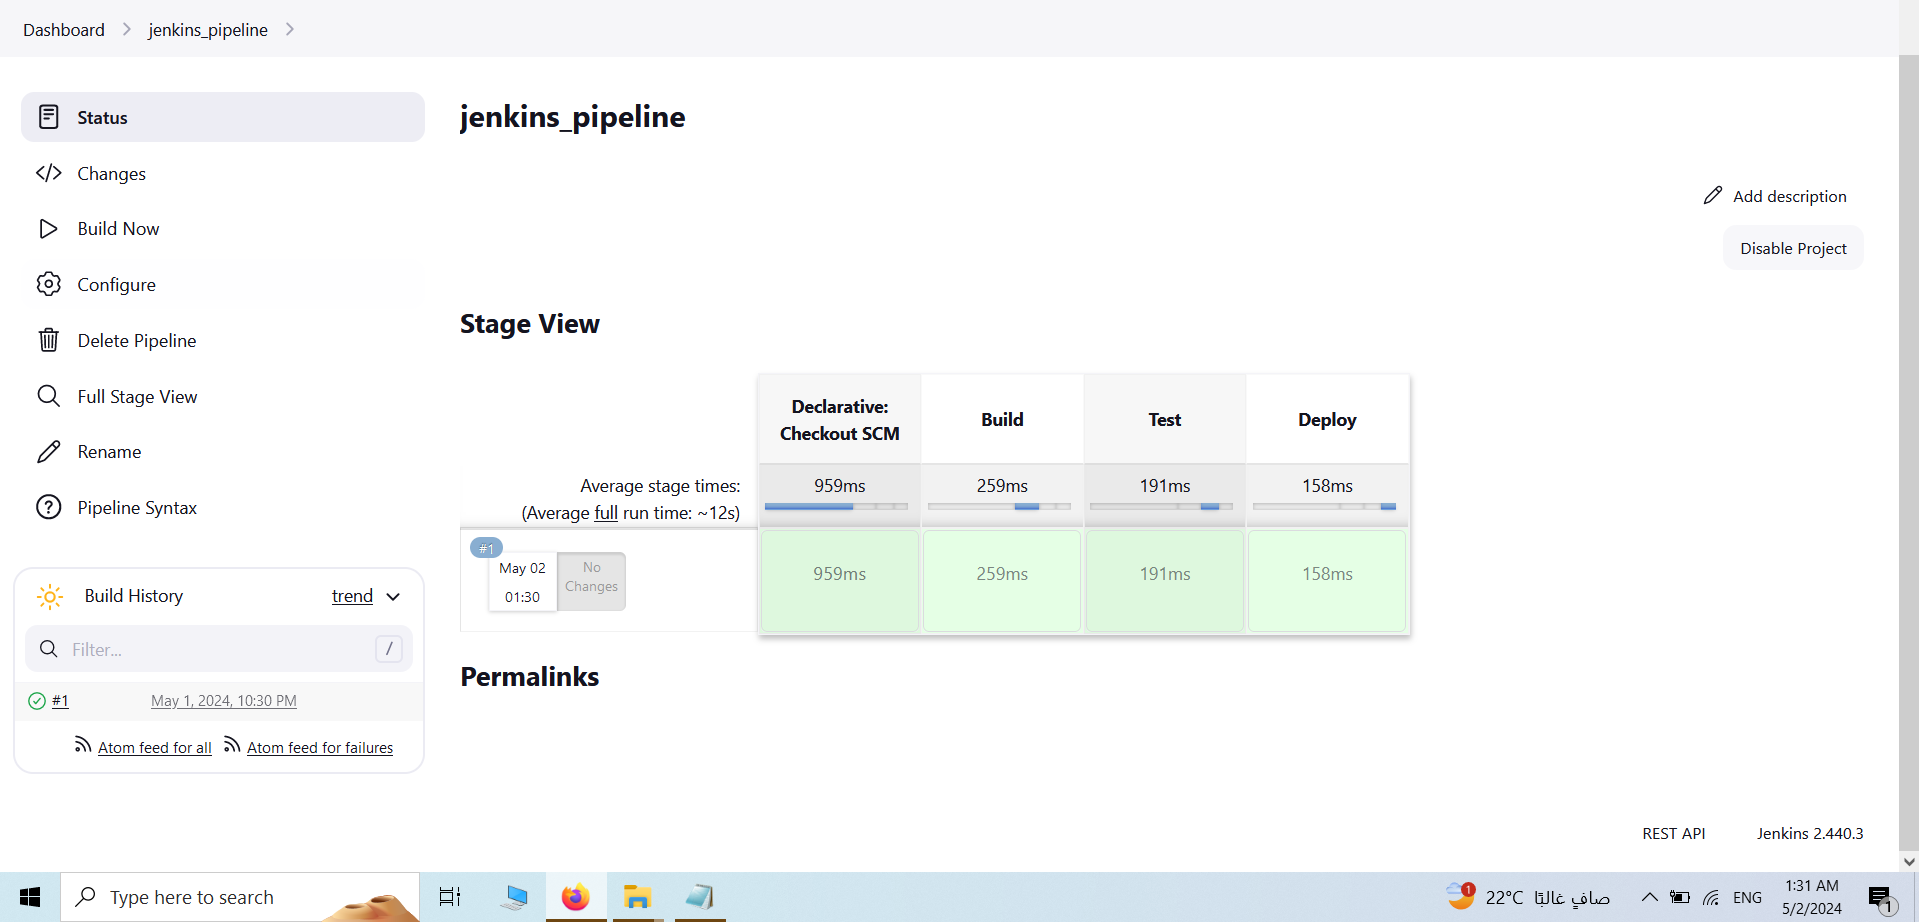 Dashboard
jenkins_pipeline
Status
Changes
Build Now
Configure
Delete Pipeline
Full Stage View
Rename
Pipeline Syntax
Build History
trend
Filter...
/
#1
May 1, 2024, 10:30 PM
Atom feed for all
Atom feed for failures
jenkins_pipeline
Add description
Disable Project
Stage View
Declarative:
Checkout SCM
Build
Test
Deploy
Average stage times:
(Average full run time: ~12s)
959ms
259ms
191ms
158ms
#1
May 02
01:30
No
Changes
959ms
259ms
191ms
158ms
Permalinks
REST API
Jenkins 2.440.3
Type here to search
1
22°C
صافٍ غالبًا
ENG
1:31 AM
5/2/2024
1